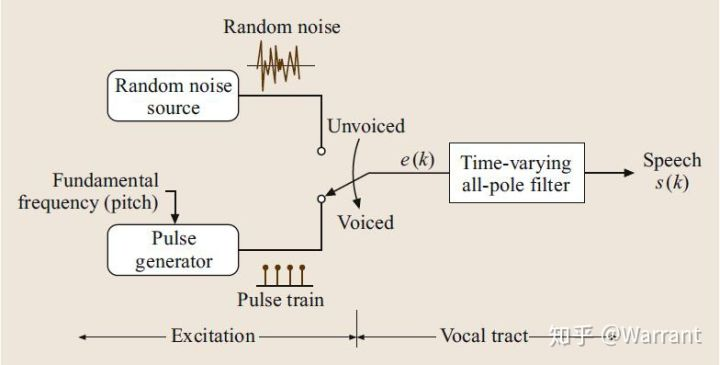 Random noise
Random noise
source
Unvoiced
e(k)
Time-varying
all-pole filter
Speech
s(k)
Fundamental
frequency (pitch)
Voiced
Pulse
generator
Pulse train
Excitation
Vocal tract
知乎 @Warrant